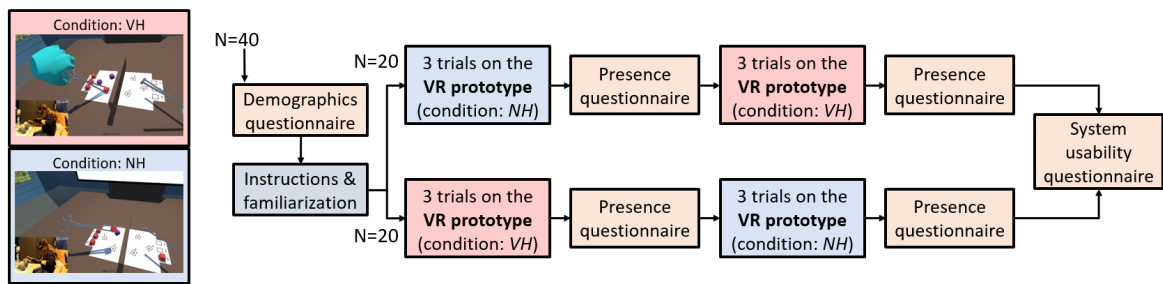 Condition: VH
Condition: NH
N=40
Demographics
questionnaire
Instructions &
familiarization
N=20
3 trials on the
VR prototype
(condition: NH)
Presence
questionnaire
3 trials on the
VR prototype
(condition: VH)
Presence
questionnaire
N=20
3 trials on the
VR prototype
(condition: VH)
Presence
questionnaire
3 trials on the
VR prototype
(condition: NH)
Presence
questionnaire
System
usability
questionnaire